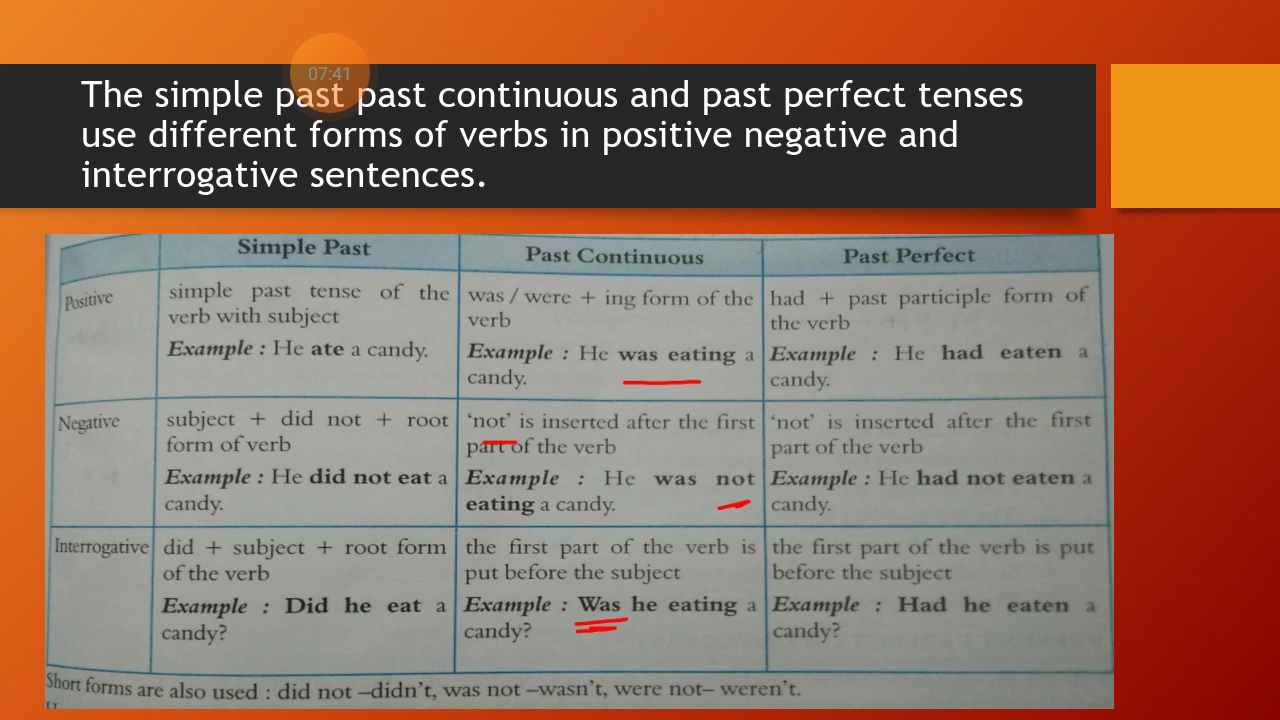 07:41
The simple past past continuous and past perfect tenses
use different forms of verbs in positive negative and
interrogative sentences.
Simple Past
Past Continuous
Past Perfect
Positive
simple past tense of the
verb with subject
Example : He ate a candy.
was / were + ing form of the
verb
Example : He was eating a
candy.
had + past participle form of
the verb
Example : He had eaten a
candy.
Negative
subject + did not + root
form of verb
Example : He did not eat a
candy.
‘not’ is inserted after the first
part of the verb
Example : He was not
eating a candy.
‘not’ is inserted after the first
part of the verb
Example : He had not eaten a
candy.
Interrogative
did + subject + root form
of the verb
Example : Did he eat a
candy?
the first part of the verb is
put before the subject
Example : Was he eating a
candy?
the first part of the verb is put
before the subject
Example : Had he eaten a
candy?
Short forms are also used : did not –didn’t, was not –wasn’t, were not– weren’t.